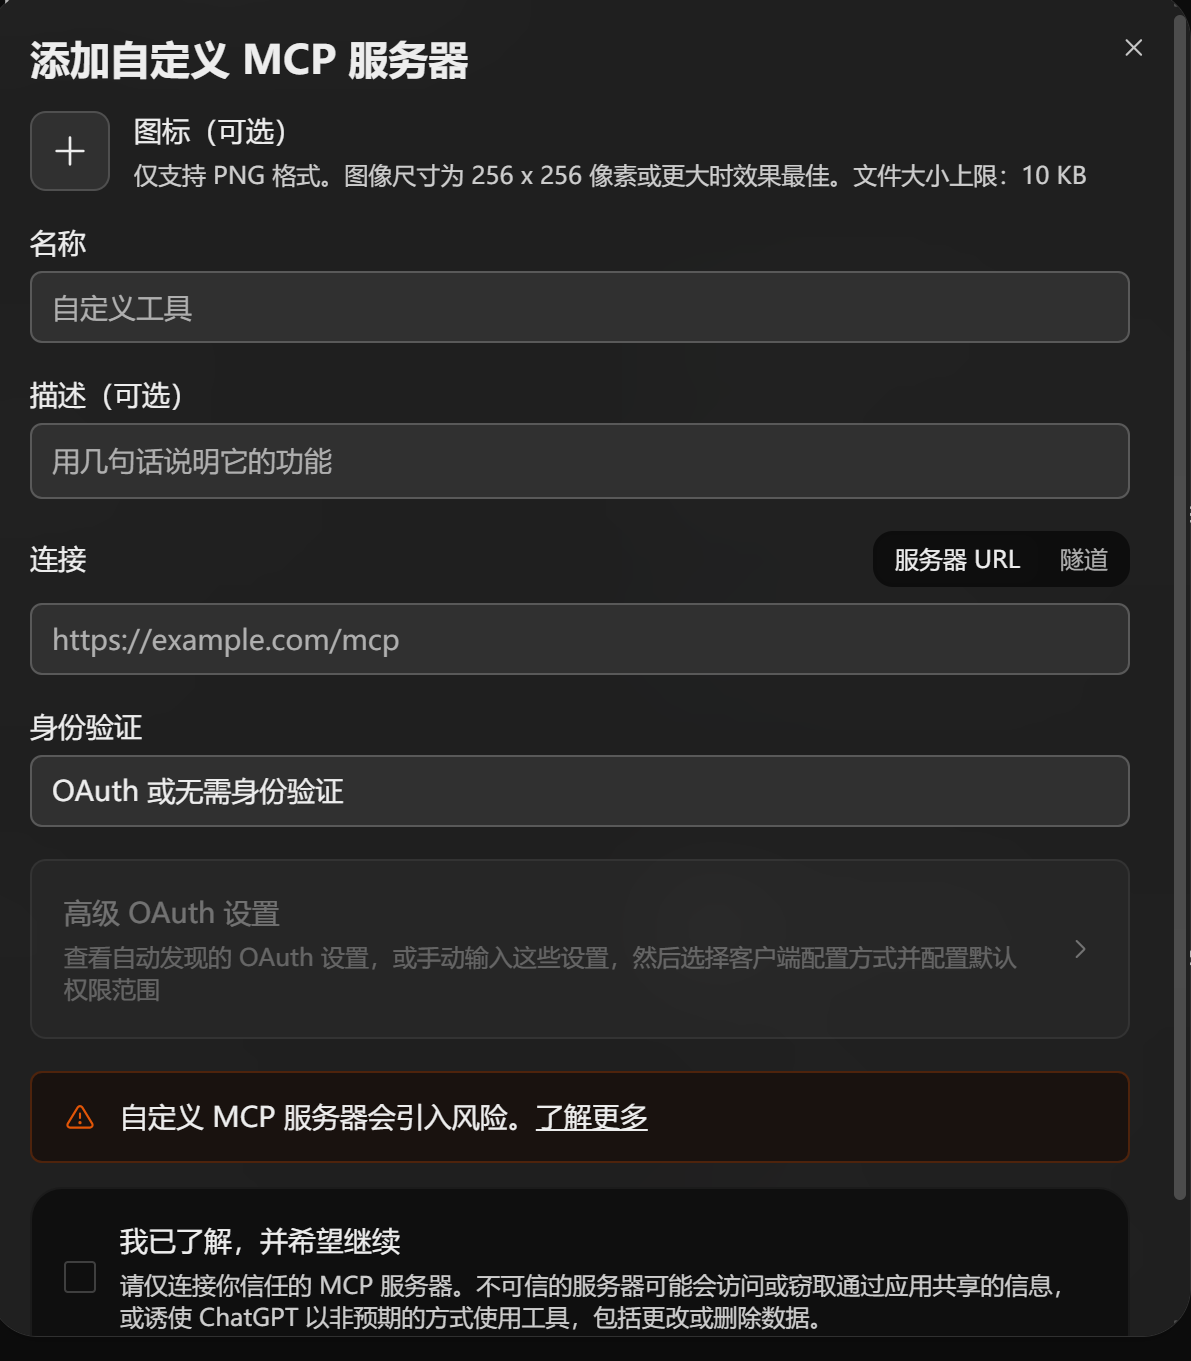 添加自定义 MCP 服务器
图标（可选）
仅支持 PNG 格式。图像尺寸为 256 x 256 像素或更大时效果最佳。文件大小上限：10 KB
名称
自定义工具
描述（可选）
用几句话说明它的功能
连接
服务器 URL
隧道
https://example.com/mcp
身份验证
OAuth 或无需身份验证
高级 OAuth 设置
查看自动发现的 OAuth 设置，或手动输入这些设置，然后选择客户端配置方式并配置默认
权限范围
自定义 MCP 服务器会引入风险。了解更多
我已了解，并希望继续
请仅连接你信任的 MCP 服务器。不可信的服务器可能会访问或窃取通过应用共享的信息，
或诱使 ChatGPT 以非预期的方式使用工具，包括更改或删除数据。